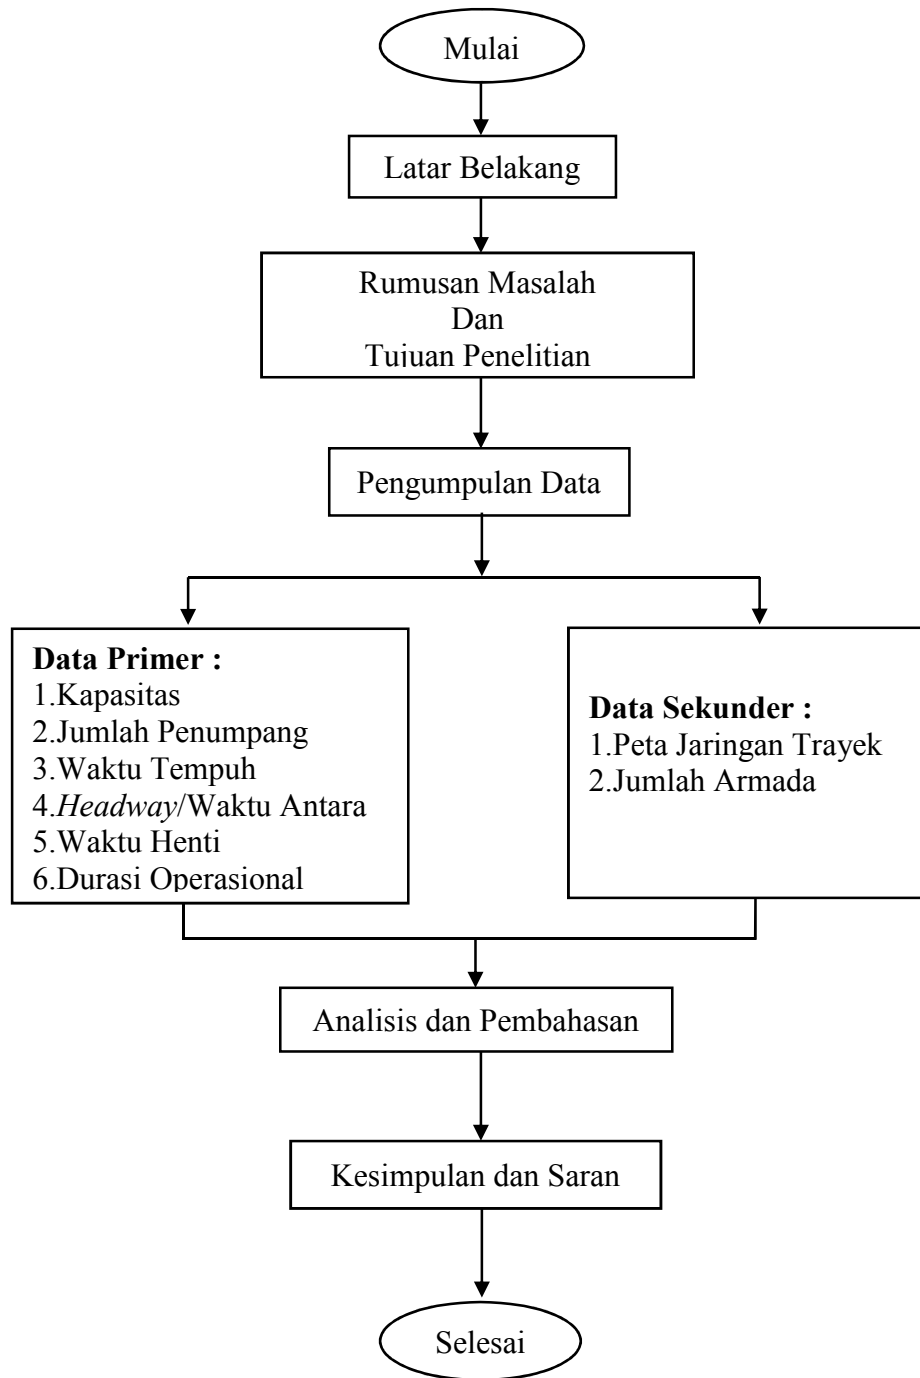 Mulai
Latar Belakang
Rumusan Masalah
Dan
Tujuan Penelitian
Pengumpulan Data
Data Primer :
1.Kapasitas
2.Jumlah Penumpang
3.Waktu Tempuh
4.Headway/Waktu Antara
5.Waktu Henti
6.Durasi Operasional
Data Sekunder :
1.Peta Jaringan Trayek
2.Jumlah Armada
Analisis dan Pembahasan
Kesimpulan dan Saran
Selesai